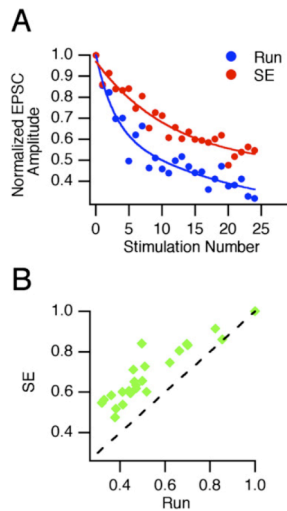 A
Run
SE
Normalized EPSC
Amplitude
1.0
0.9
0.8
0.7
0.6
0.5
0.4
0 5 10 15 20 25
Stimulation Number
B
SE
1.0
0.8
0.6
0.4
0.4 0.6 0.8 1.0
Run